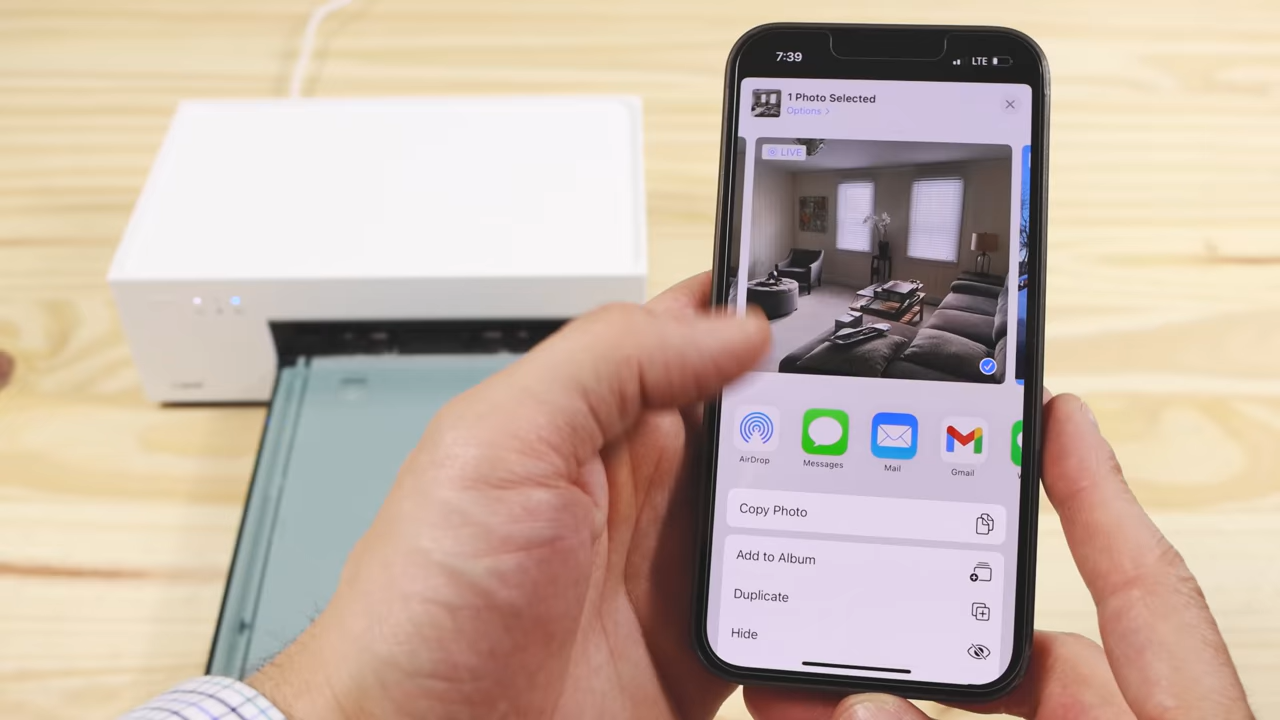 7:39
LTE
1 Photo Selected
Options >
LIVE
AirDrop
Messages
Mail
Gmail
Copy Photo
Add to Album
Duplicate
Hide